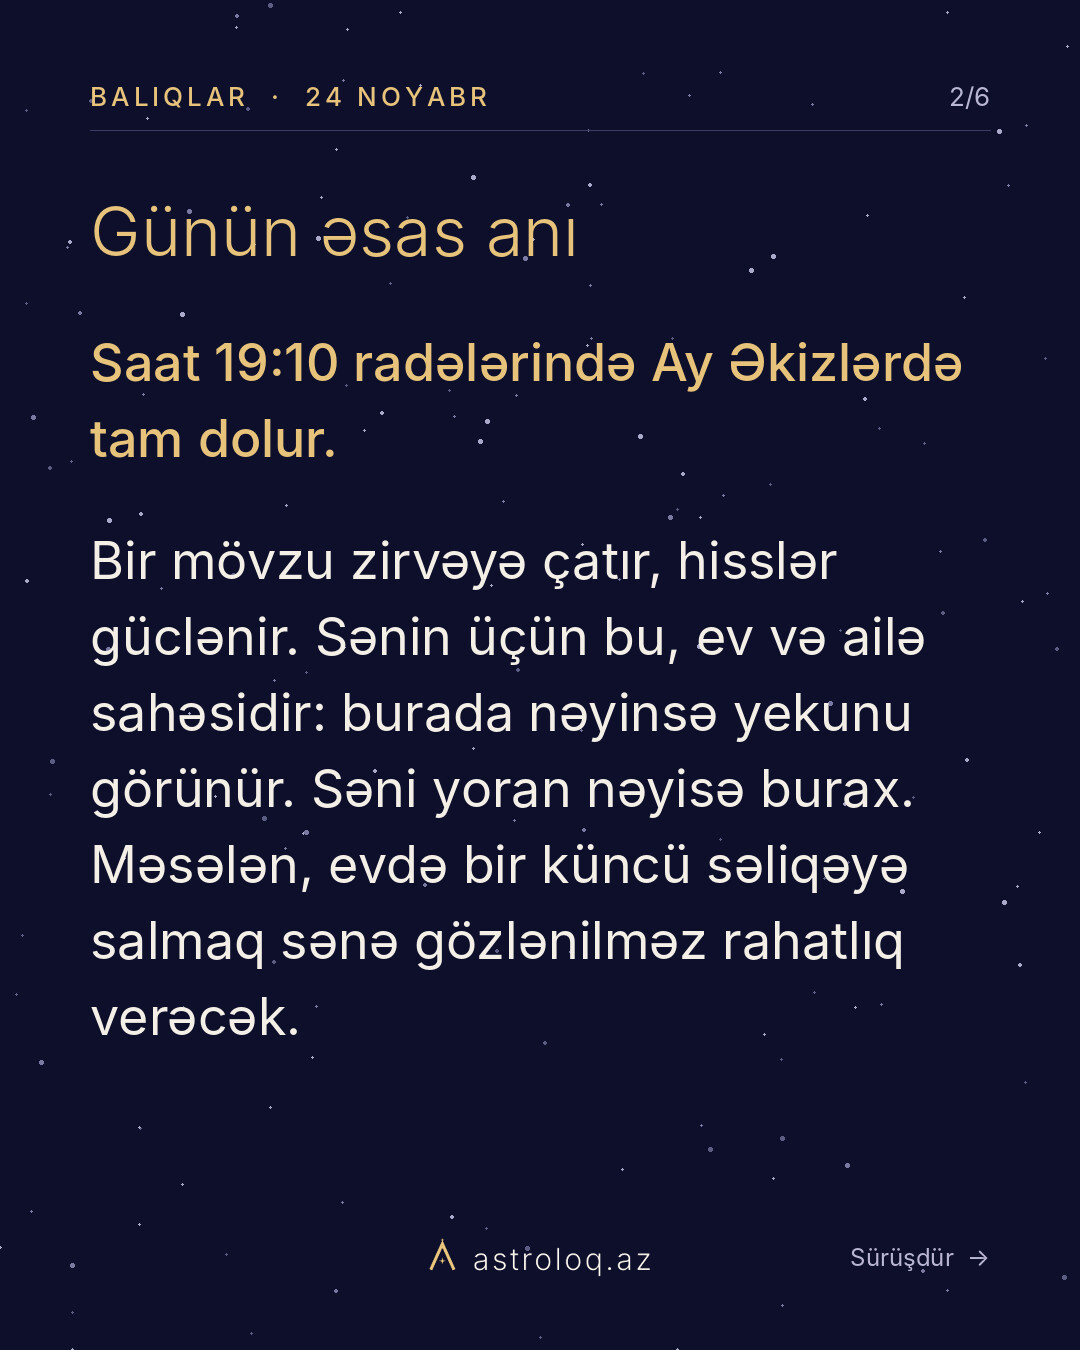 BALIQLAR · 24 NOYABR
2/6
Günün əsas anı
Saat 19:10 radələrində Ay Əkizlərdə
tam dolur.
Bir mövzu zirvəyə çatır, hisslər
güclənir. Sənin üçün bu, ev və ailə
sahəsidir: burada nəyinsə yekunu
görünür. Səni yoran nəyisə burax.
Məsələn, evdə bir küncü səliqəyə
salmaq sənə gözlənilməz rahatlıq
verəcək.
astroloq.az
Sürüşdür →